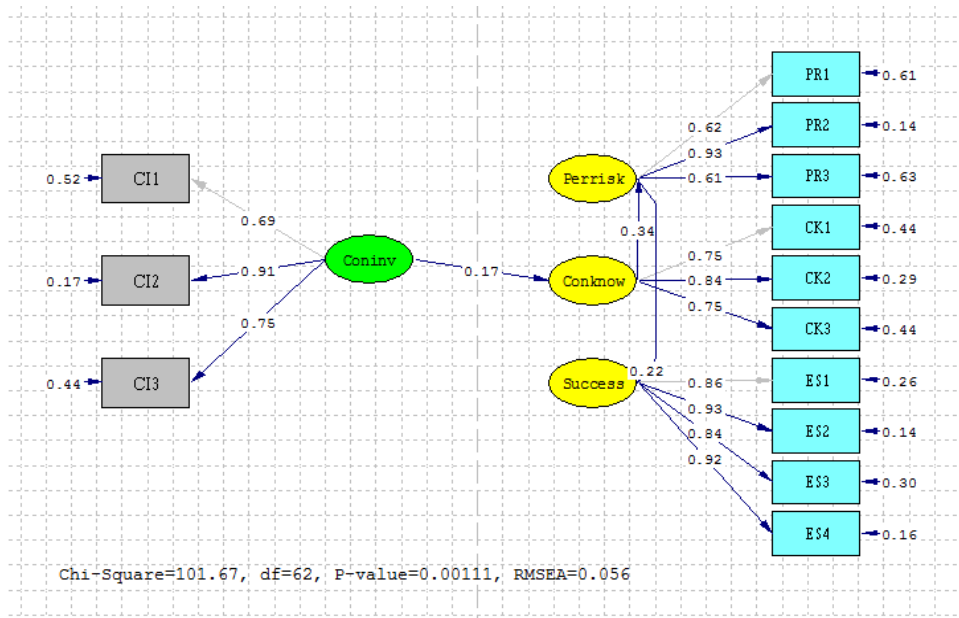 PR1
0.61
PR2
0.14
PR3
0.63
CK1
0.44
CK2
0.29
CK3
0.44
ES1
0.26
ES2
0.14
ES3
0.30
ES4
0.16
0.62
0.93
0.61
0.75
0.84
0.75
0.86
0.93
0.84
0.92
Perrisk
0.34
Conknow
0.22
Success
0.17
Coninv
0.69
0.91
0.75
0.52
CI1
0.17
CI2
0.44
CI3
Chi-Square=101.67, df=62, P-value=0.00111, RMSEA=0.056